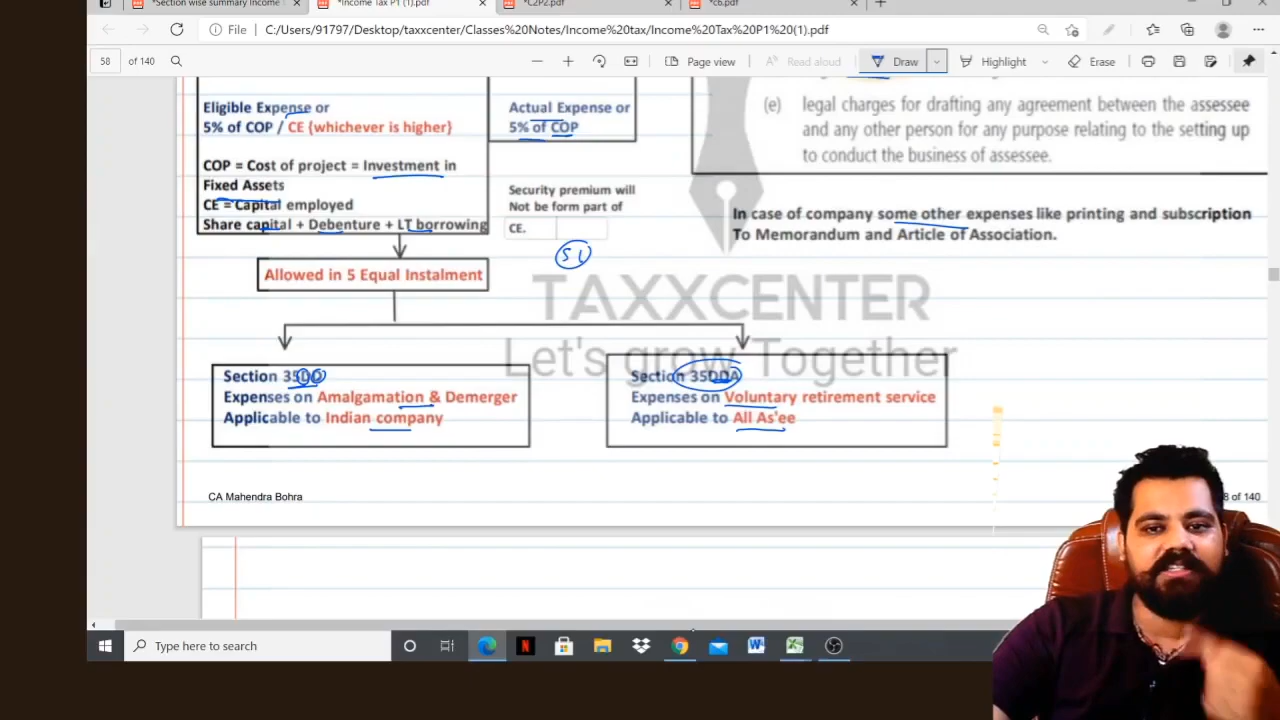 *Section wise summary Income
*Income Tax P1 (1).pdf
*C2P2.pdf
*c6.pdf
File
C:/Users/91797/Desktop/taxxcenter/Classes%20Notes/Income%20tax/Income%20Tax%20P1%20(1).pdf
58
of 140
Page view
Read aloud
Draw
Highlight
Erase
Eligible Expense or
5% of COP / CE {whichever is higher}
COP = Cost of project = Investment in
Fixed Assets
CE = Capital employed
Share capital + Debenture + LT borrowing
Actual Expense or
5% of COP
Security premium will
Not be form part of
CE.
(e) legal charges for drafting any agreement between the assessee
and any other person for any purpose relating to the setting up
to conduct the business of assessee.
In case of company some other expenses like printing and subscription
To Memorandum and Article of Association.
Allowed in 5 Equal Instalment
TAXXCENTER
Let's grow Together
Section 35DD
Expenses on Amalgamation & Demerger
Applicable to Indian company
Section 35DDA
Expenses on Voluntary retirement service
Applicable to All As'ee
CA Mahendra Bohra
8 of 140
Type here to search